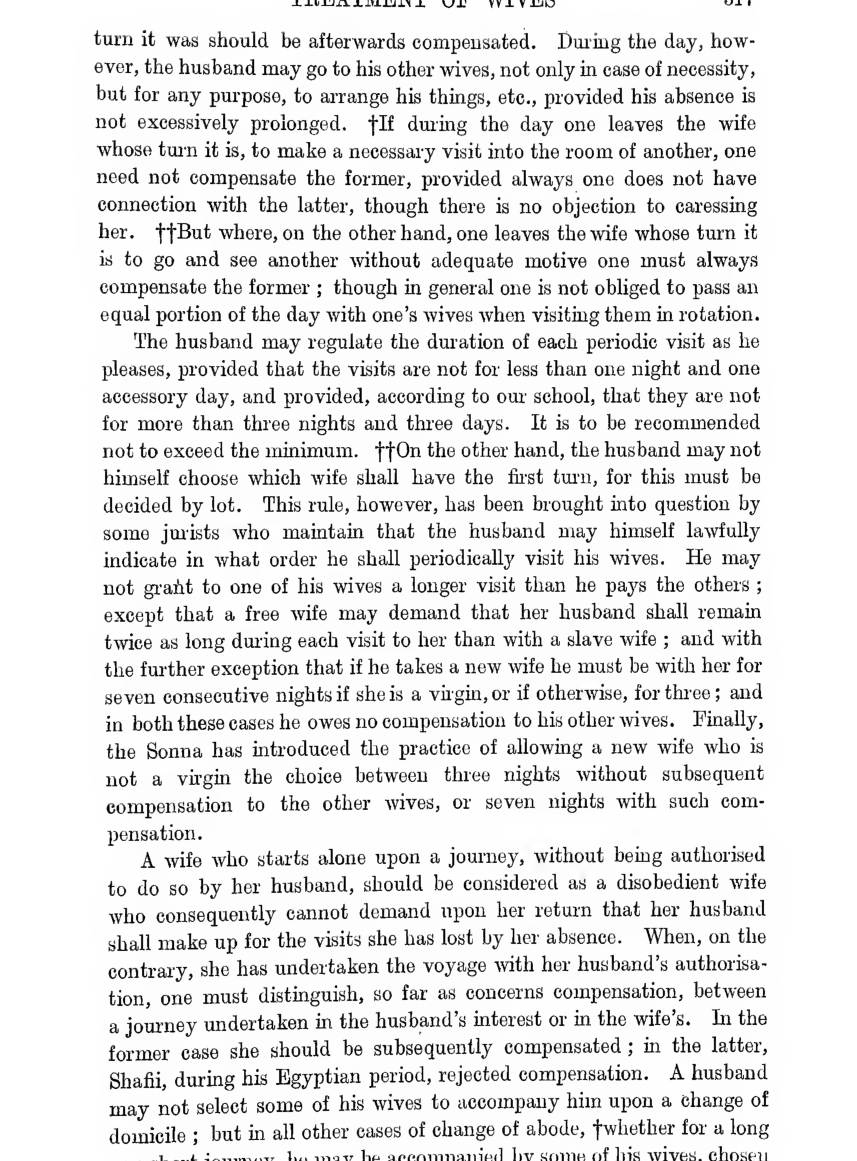 TREATMENT OF WIVES 317
turn it was should be afterwards compensated. During the day, how-
ever, the husband may go to his other wives, not only in case of necessity,
but for any purpose, to arrange his things, etc., provided his absence is
not excessively prolonged. †If during the day one leaves the wife
whose turn it is, to make a necessary visit into the room of another, one
need not compensate the former, provided always one does not have
connection with the latter, though there is no objection to caressing
her. ††But where, on the other hand, one leaves the wife whose turn it
is to go and see another without adequate motive one must always
compensate the former ; though in general one is not obliged to pass an
equal portion of the day with one's wives when visiting them in rotation.
The husband may regulate the duration of each periodic visit as he
pleases, provided that the visits are not for less than one night and one
accessory day, and provided, according to our school, that they are not
for more than three nights and three days. It is to be recommended
not to exceed the minimum. ††On the other hand, the husband may not
himself choose which wife shall have the first turn, for this must be
decided by lot. This rule, however, has been brought into question by
some jurists who maintain that the husband may himself lawfully
indicate in what order he shall periodically visit his wives. He may
not grant to one of his wives a longer visit than he pays the others ;
except that a free wife may demand that her husband shall remain
twice as long during each visit to her than with a slave wife ; and with
the further exception that if he takes a new wife he must be with her for
seven consecutive nights if she is a virgin, or if otherwise, for three ; and
in both these cases he owes no compensation to his other wives. Finally,
the Sonna has introduced the practice of allowing a new wife who is
not a virgin the choice between three nights without subsequent
compensation to the other wives, or seven nights with such com-
pensation.
A wife who starts alone upon a journey, without being authorised
to do so by her husband, should be considered as a disobedient wife
who consequently cannot demand upon her return that her husband
shall make up for the visits she has lost by her absence. When, on the
contrary, she has undertaken the voyage with her husband's authorisa-
tion, one must distinguish, so far as concerns compensation, between
a journey undertaken in the husband's interest or in the wife's. In the
former case she should be subsequently compensated ; in the latter,
Shafii, during his Egyptian period, rejected compensation. A husband
may not select some of his wives to accompany him upon a change of
domicile ; but in all other cases of change of abode, †whether for a long
short journey, he may be accompanied by some of his wives, chosen